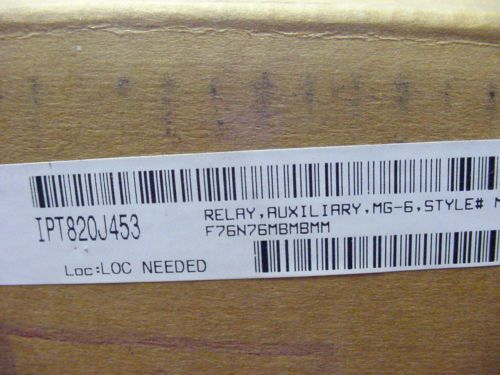 IPT820J453
RELAY,AUXILIARY,MG-6,STYLE# M
F76N76MBMBMM
Loc:LOC NEEDED